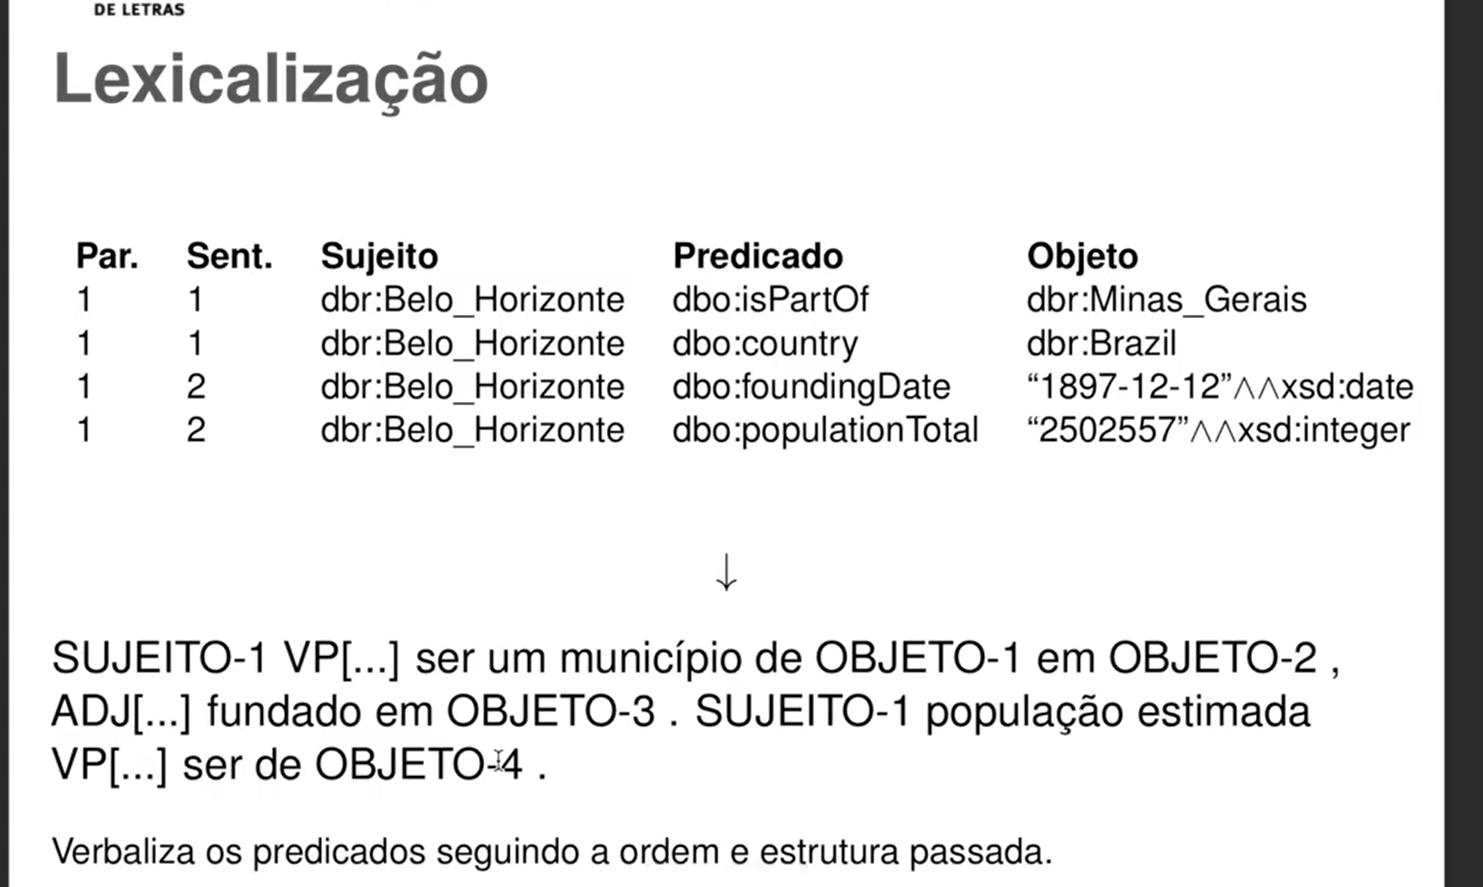 DE LETRAS
Lexicalização
Par. Sent. Sujeito Predicado Objeto
1 1 dbr:Belo_Horizonte dbo:isPartOf dbr:Minas_Gerais
1 1 dbr:Belo_Horizonte dbo:country dbr:Brazil
1 2 dbr:Belo_Horizonte dbo:foundingDate “1897-12-12”∧∧xsd:date
1 2 dbr:Belo_Horizonte dbo:populationTotal “2502557”∧∧xsd:integer
↓
SUJEITO-1 VP[...] ser um município de OBJETO-1 em OBJETO-2 ,
ADJ[...] fundado em OBJETO-3 . SUJEITO-1 população estimada
VP[...] ser de OBJETO-4 .
Verbaliza os predicados seguindo a ordem e estrutura passada.